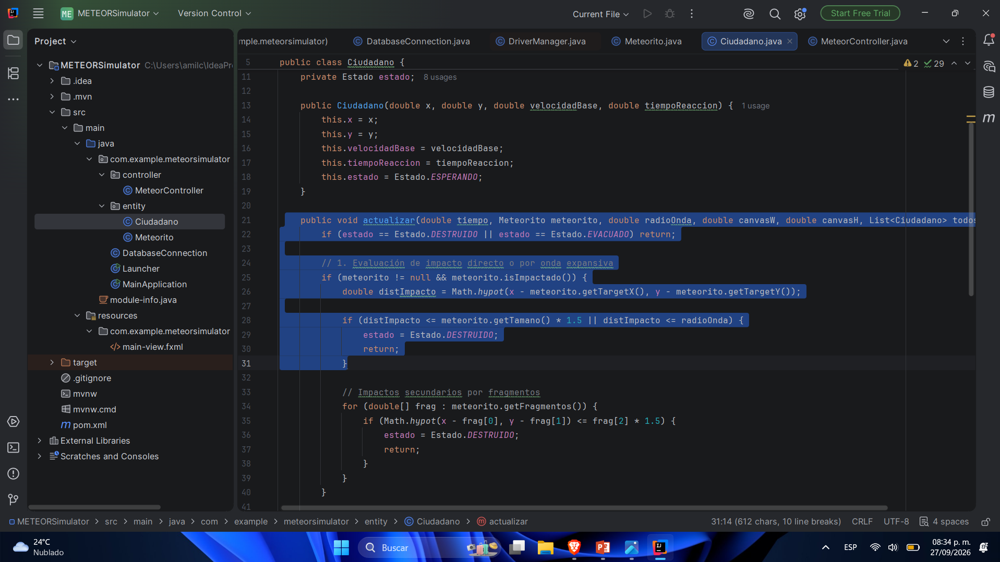 ME METEORSimulator Version Control Current File Start Free Trial
Project
mple.meteorsimulator) DatabaseConnection.java DriverManager.java Meteorito.java Ciudadano.java MeteorController.java
METEORSimulator C:\Users\amilc\IdeaPr
.idea
.mvn
src
main
java
com.example.meteorsimulator
controller
MeteorController
entity
Ciudadano
Meteorito
DatabaseConnection
Launcher
MainApplication
module-info.java
resources
com.example.meteorsimulator
main-view.fxml
target
.gitignore
mvnw
mvnw.cmd
pom.xml
External Libraries
Scratches and Consoles
5 public class Ciudadano { 2 29
11 private Estado estado; 8 usages
12
13 public Ciudadano(double x, double y, double velocidadBase, double tiempoReaccion) { 1 usage
14 this.x = x;
15 this.y = y;
16 this.velocidadBase = velocidadBase;
17 this.tiempoReaccion = tiempoReaccion;
18 this.estado = Estado.ESPERANDO;
19 }
20
21 public void actualizar(double tiempo, Meteorito meteorito, double radioOnda, double canvasW, double canvasH, List<Ciudadano> todos
22 if (estado == Estado.DESTRUIDO || estado == Estado.EVACUADO) return;
23
24 // 1. Evaluación de impacto directo o por onda expansiva
25 if (meteorito != null && meteorito.isImpactado()) {
26 double distImpacto = Math.hypot(x - meteorito.getTargetX(), y - meteorito.getTargetY());
27
28 if (distImpacto <= meteorito.getTamano() * 1.5 || distImpacto <= radioOnda) {
29 estado = Estado.DESTRUIDO;
30 return;
31 }
32
33 // Impactos secundarios por fragmentos
34 for (double[] frag : meteorito.getFragmentos()) {
35 if (Math.hypot(x - frag[0], y - frag[1]) <= frag[2] * 1.5) {
36 estado = Estado.DESTRUIDO;
37 return;
38 }
39 }
40 }
41
METEORSimulator > src > main > java > com > example > meteorsimulator > entity > Ciudadano > actualizar 31:14 (612 chars, 10 line breaks) CRLF UTF-8 4 spaces
24°C
Nublado
Buscar
ESP
08:34 p. m.
27/09/2026